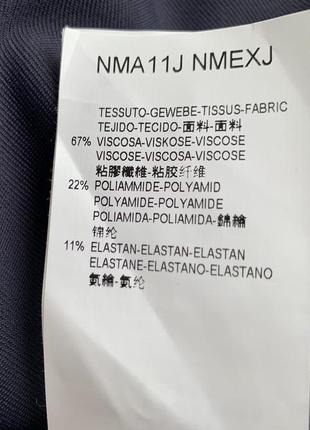 NMA11J NMEXJ
TESSUTO-GEWEBE-TISSUS-FABRIC
TEJIDO-TECIDO-面料-面料
67% VISCOSA-VISKOSE-VISCOSE
VISCOSE-VISCOSA-VISCOSE
粘膠纖維-粘胶纤维
22% POLIAMMIDE-POLYAMID
POLYAMIDE-POLYAMIDE
POLIAMIDA-POLIAMIDA-錦綸
锦纶
11% ELASTAN-ELASTAN-ELASTAN
ELASTANE-ELASTANO-ELASTANO
氨綸-氨纶